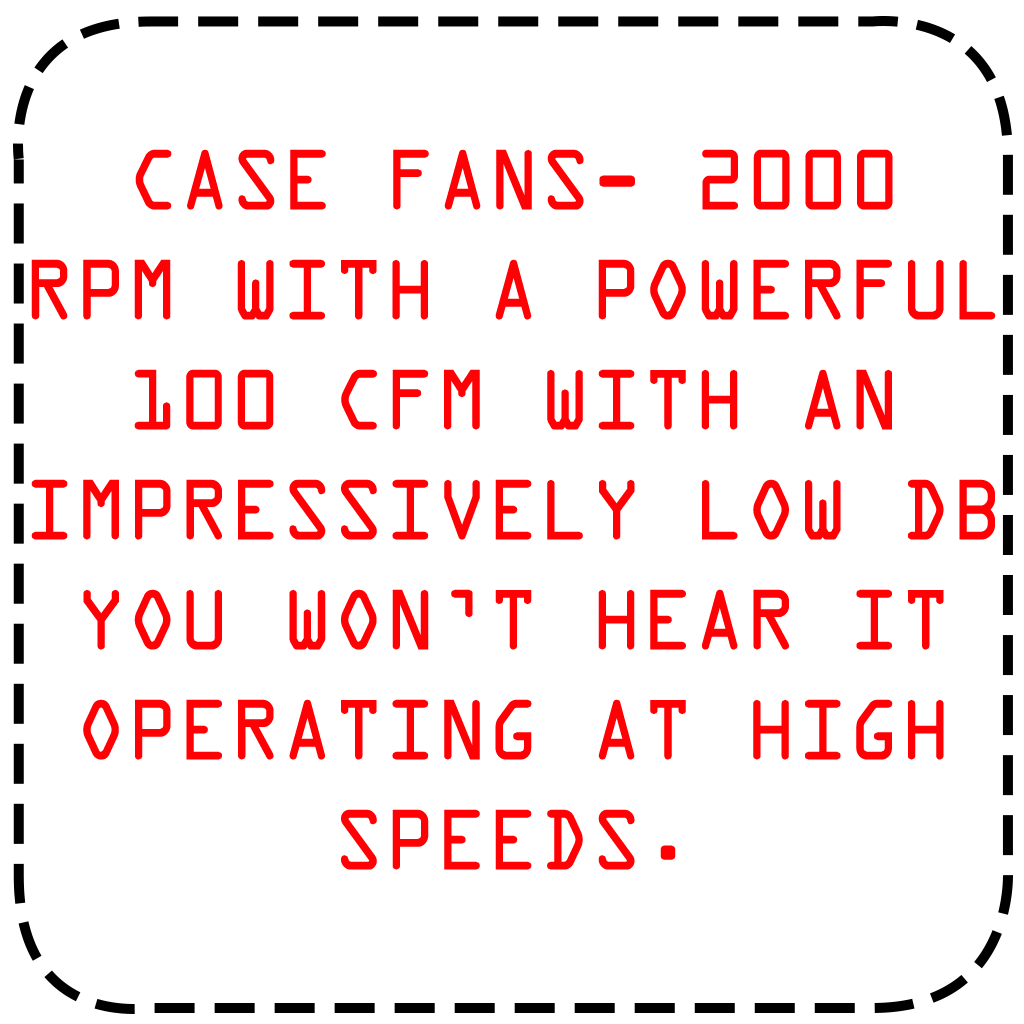 CASE FANS- 2000
RPM WITH A POWERFUL
100 CFM WITH AN
IMPRESSIVELY LOW DB
YOU WON'T HEAR IT
OPERATING AT HIGH
SPEEDS.